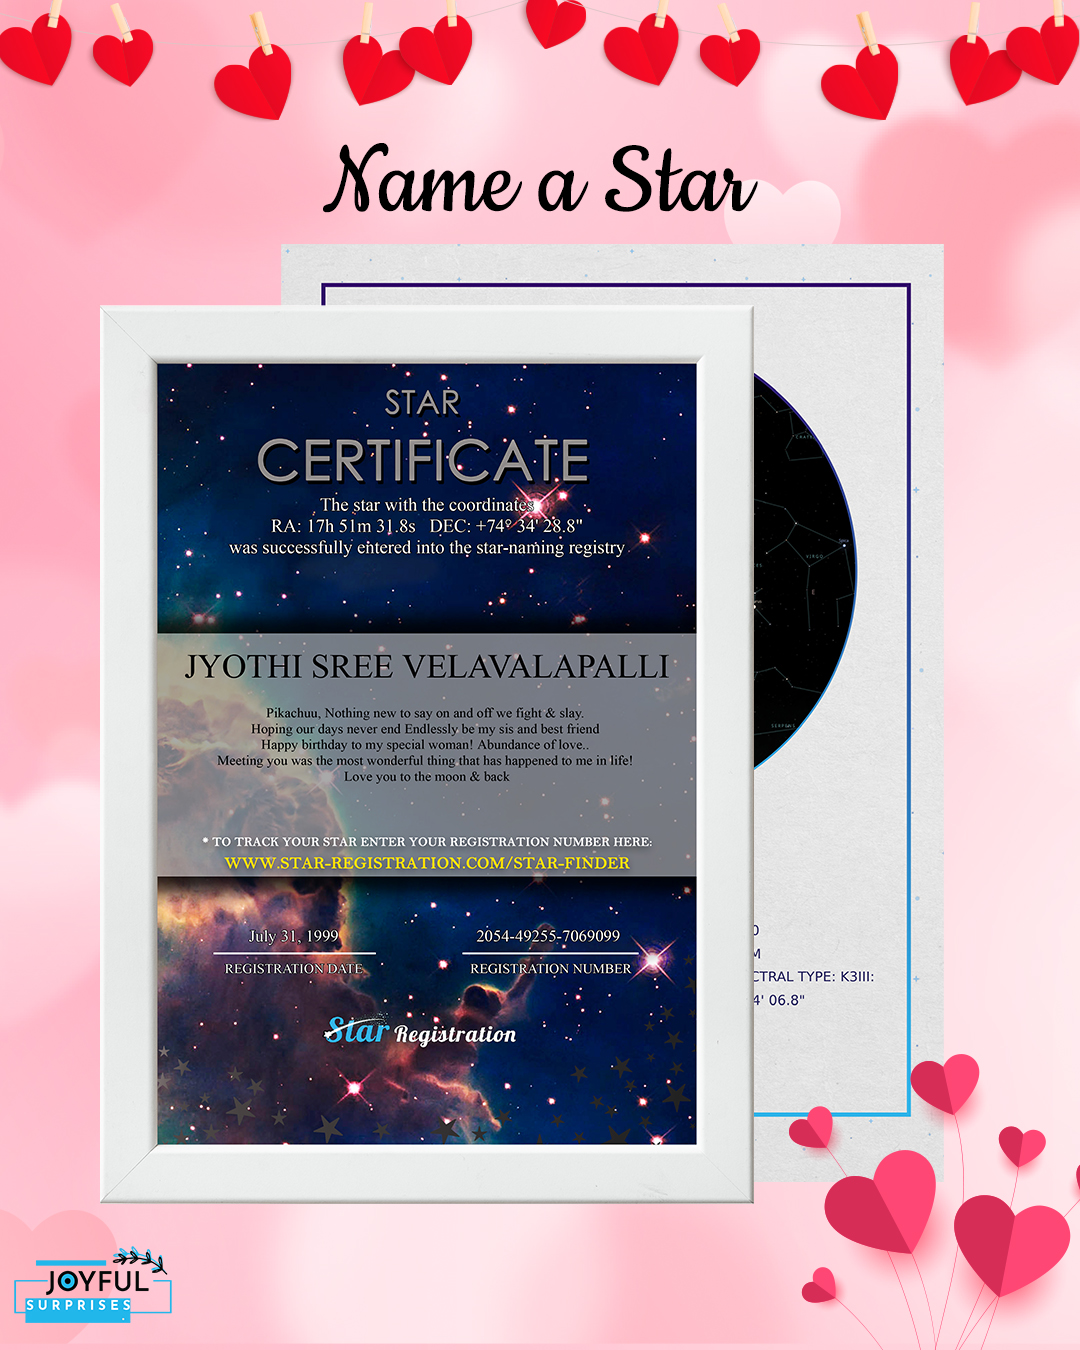 Name a Star
STAR
CERTIFICATE
The star with the coordinates
RA: 17h 51m 31.8s DEC: +74° 34' 28.8"
was successfully entered into the star-naming registry
JYOTHI SREE VELAVALAPALLI
Pikachuu, Nothing new to say on and off we fight & slay.
Hoping our days never end Endlessly be my sis and best friend
Happy birthday to my special woman! Abundance of love..
Meeting you was the most wonderful thing that has happened to me in life!
Love you to the moon & back
* TO TRACK YOUR STAR ENTER YOUR REGISTRATION NUMBER HERE:
WWW.STAR-REGISTRATION.COM/STAR-FINDER
July 31, 1999 2054-49255-7069099
REGISTRATION DATE REGISTRATION NUMBER
Star Registration
VIRGO
Spica
SERPENS
CTRAL TYPE: K3III:
4' 06.8"
JOYFUL
SURPRISES